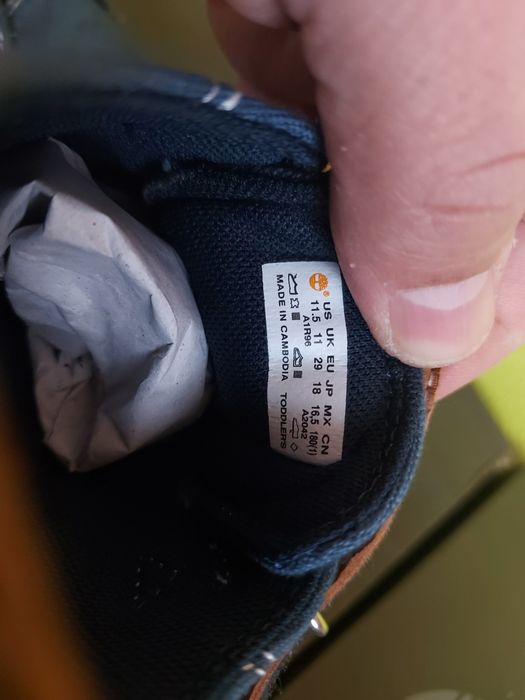 ® US UK EU JP MX CN
11.5 11 29 18 16,5 180(1)
A1R96 A2042
MADE IN CAMBODIA TODDLERS